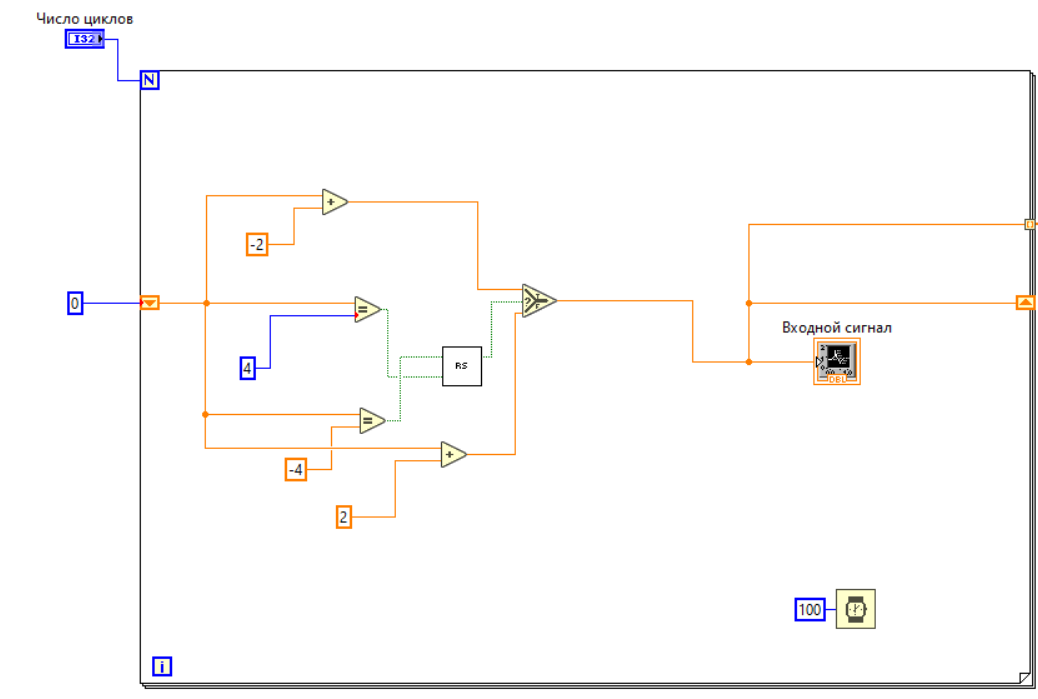 Число циклов
I32
N
+
-2
0
=
4
?
T
F
RS
Входной сигнал
DBL
=
-4
+
2
100
i